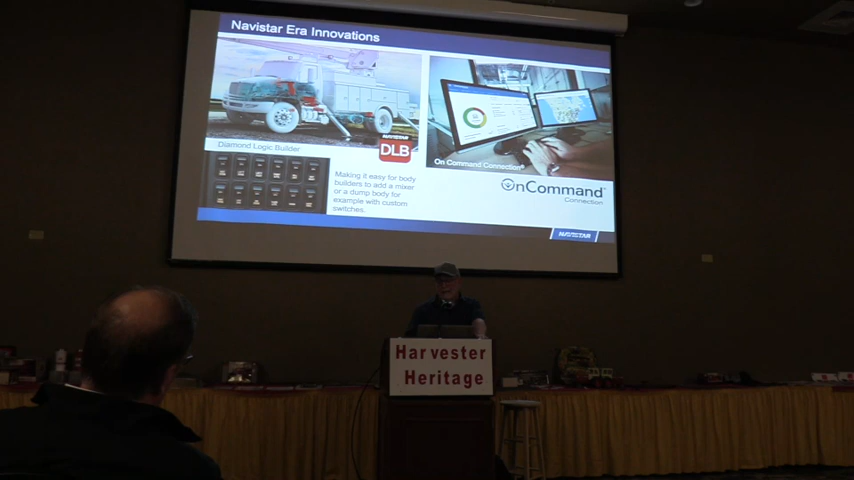 Navistar Era Innovations
NAVISTAR
DLB
Diamond Logic Builder
On Command Connection®
Making it easy for body
builders to add a mixer
or a dump body for
example with custom
switches.
OnCommand®
Connection
NAVISTAR
Harvester
Heritage